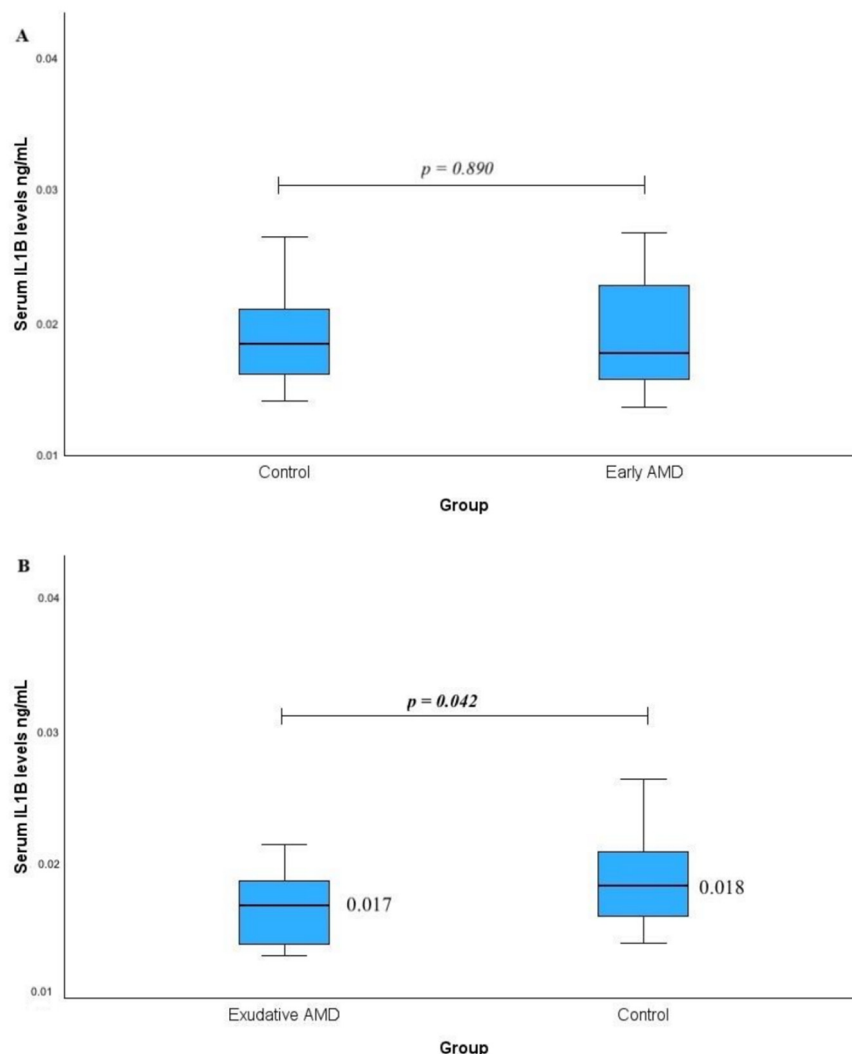 A
Serum IL1B levels ng/mL
0.04
0.03
0.02
0.01
p = 0.890
Control
Early AMD
Group
B
Serum IL1B levels ng/mL
0.04
0.03
0.02
0.01
p = 0.042
0.017
0.018
Exudative AMD
Control
Group